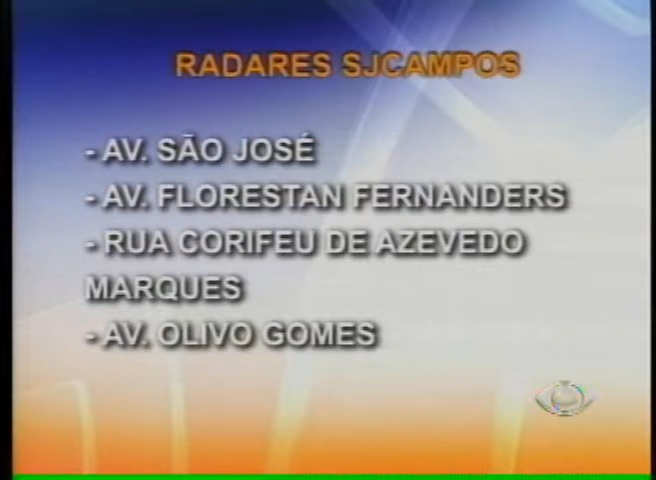 RADARES SJCAMPOS
- AV. SÃO JOSÉ
- AV. FLORESTAN FERNANDERS
- RUA CORIFEU DE AZEVEDO
MARQUES
- AV. OLIVO GOMES